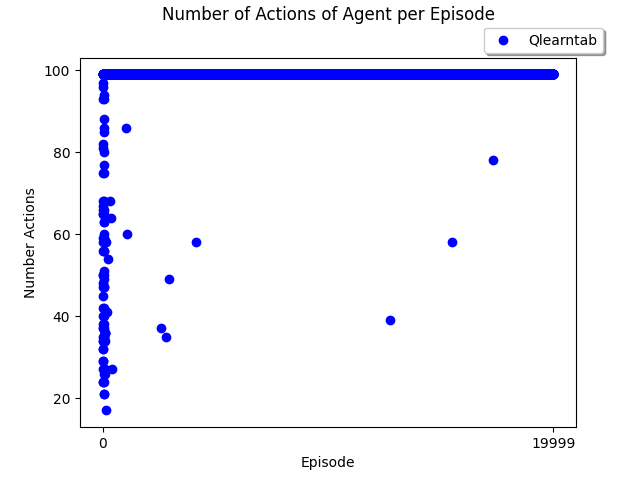 Number of Actions of Agent per Episode
Qlearntab
100
80
60
40
20
Number Actions
0
19999
Episode